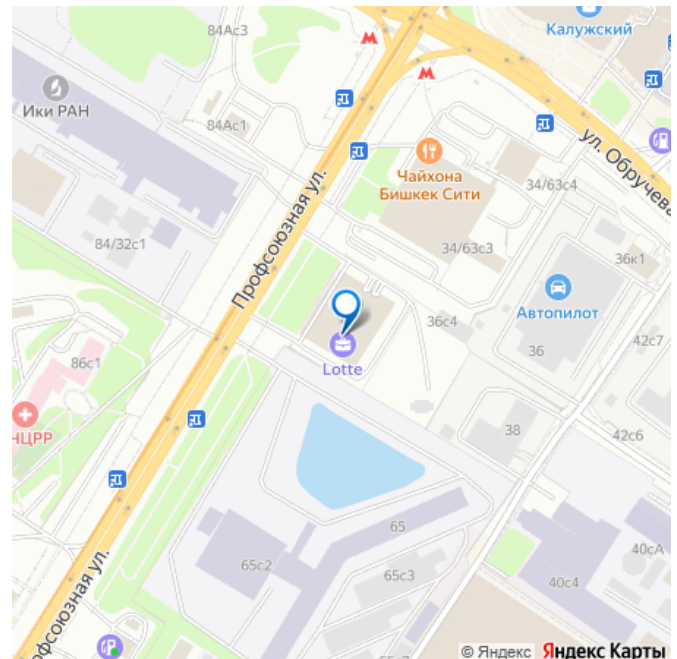 84Ас3
Калужский
Ики РАН
84Ас1
ул. Обручева
Чайхона
Бишкек Сити
34/63с4
Профсоюзная ул.
84/32с1
34/63с3
36к1
Автопилот
36с4
42с7
Lotte
36
86с1
НЦРР
38
42с6
65
40сА
65с2
65с3
40с4
Профсоюзная ул.
© Яндекс Яндекс Карты